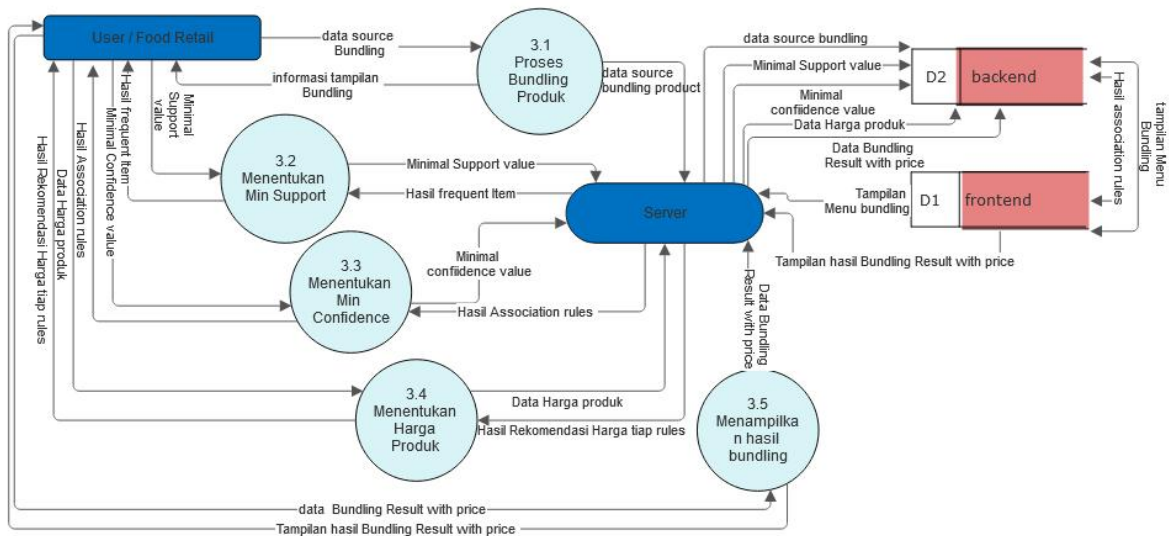 User / Food Retail
data source
Bundling
informasi tampilan
Bundling
3.1
Proses
Bundling
Produk
data source
bundling product
data source bundling
Minimal Support value
Minimal
confiidence value
Data Harga produk
Data Bundling
Result with price
D2
backend
Hasil association rules
tampilan Menu
Bundling
Tampilan
Menu bundling
D1
frontend
Tampilan hasil Bundling Result with price
Minimal
Support
value
Hasil frequent Item
Minimal Confidence value
Hasil Association rules
Data Harga produk
Hasil Rekomendasi Harga tiap rules
3.2
Menentukan
Min Support
Minimal Support value
Hasil frequent Item
Server
3.3
Menentukan
Min
Confidence
Minimal
confiidence value
Hasil Association rules
Data Bundling
Result with price
3.4
Menentukan
Harga
Produk
Data Harga produk
Hasil Rekomendasi Harga tiap rules
3.5
Menampilka
n hasil
bundling
data  Bundling Result with price
Tampilan hasil Bundling Result with price